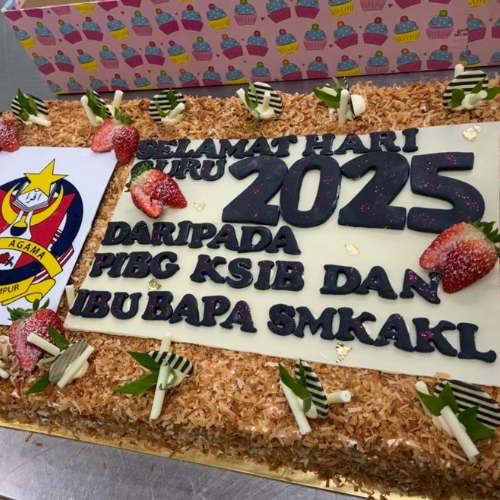 SELAMAT HARI
GURU 2025
DARIPADA
PIBG KSIB DAN
IBU BAPA SMKAKL
AGAMA